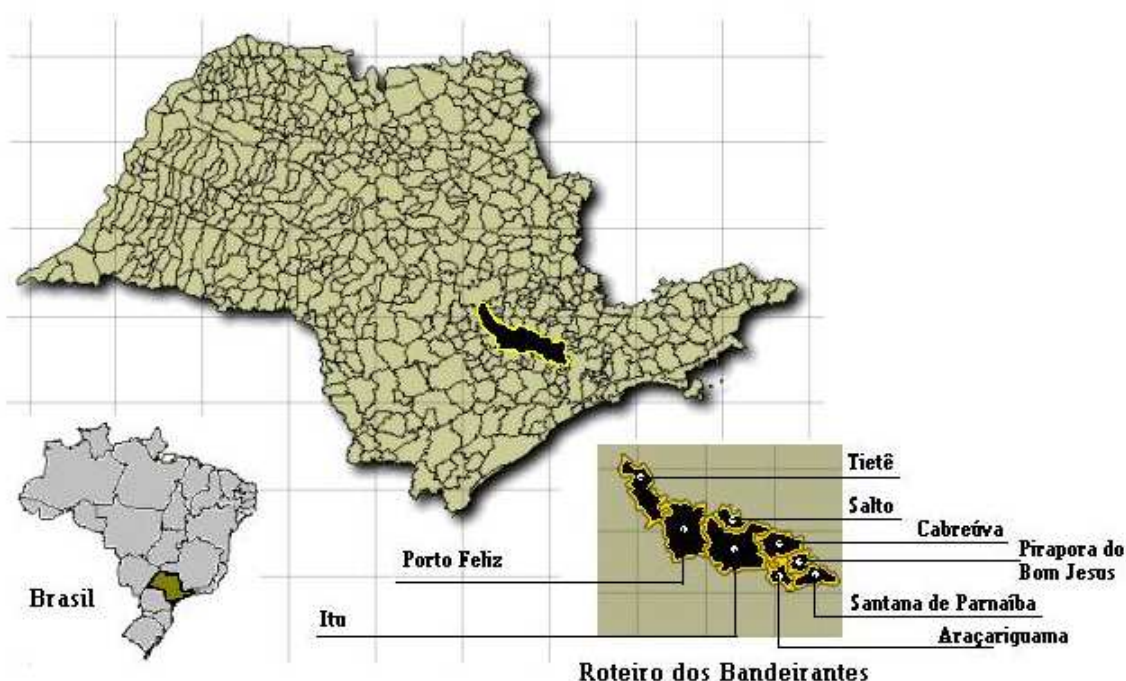 Tietê
Salto
Cabreúva
Pirapora do
Bom Jesus
Porto Feliz
Brasil
Santana de Parnaíba
Itu
Araçariguama
Roteiro dos Bandeirantes